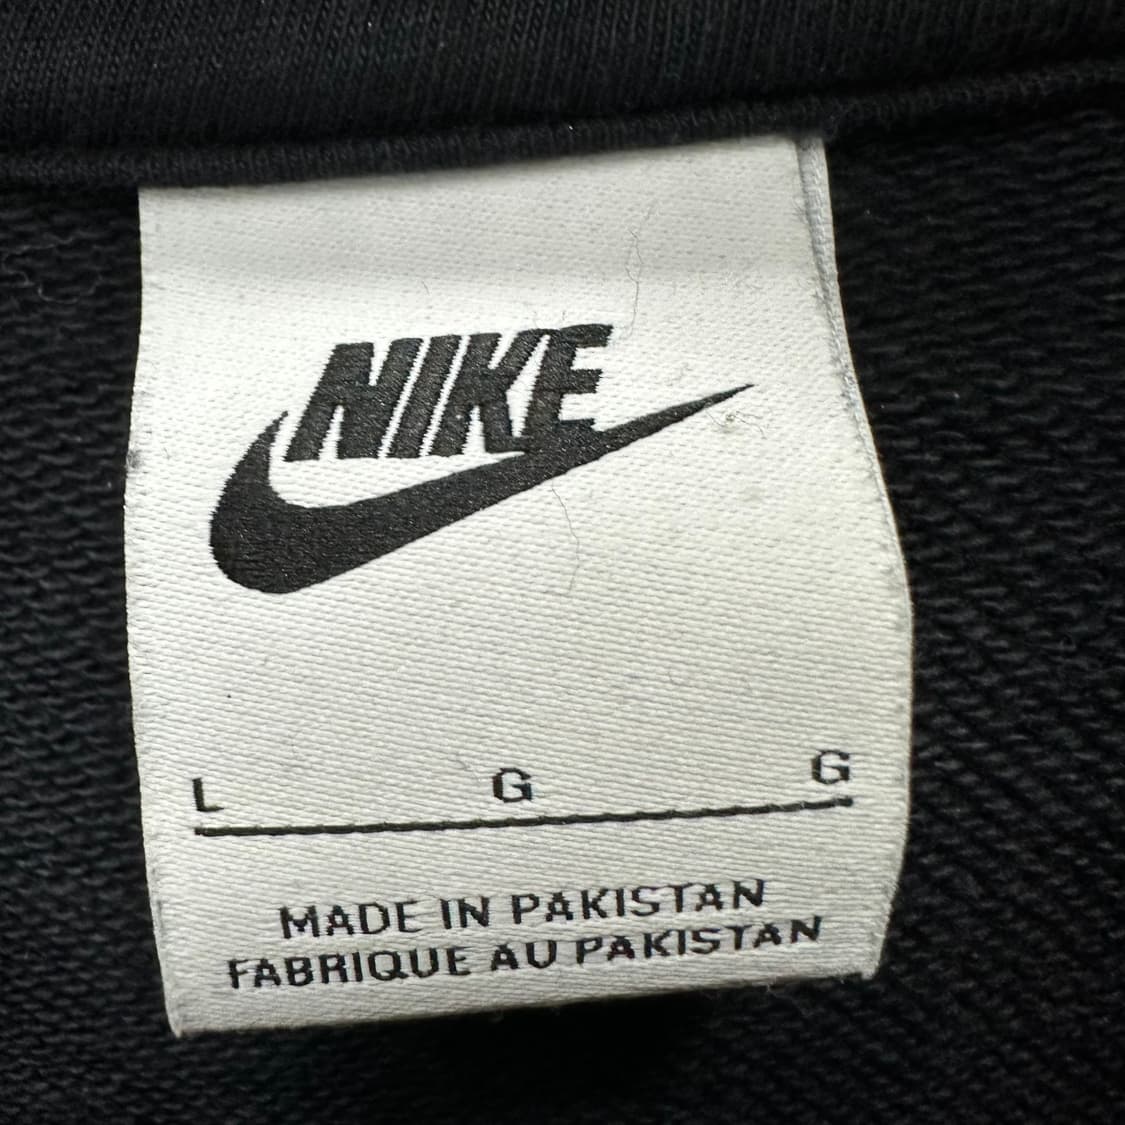 NIKE
L G G
MADE IN PAKISTAN
FABRIQUE AU PAKISTAN